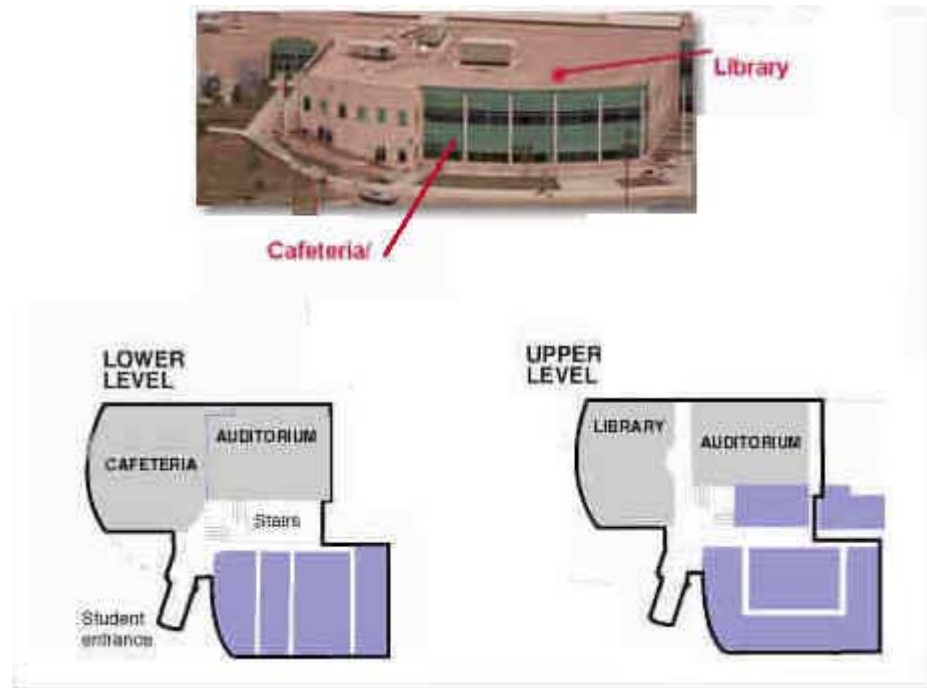 Library
Cafeteria/
LOWER
LEVEL
AUDITORIUM
CAFETERIA
Stairs
Student
entrance
UPPER
LEVEL
LIBRARY
AUDITORIUM